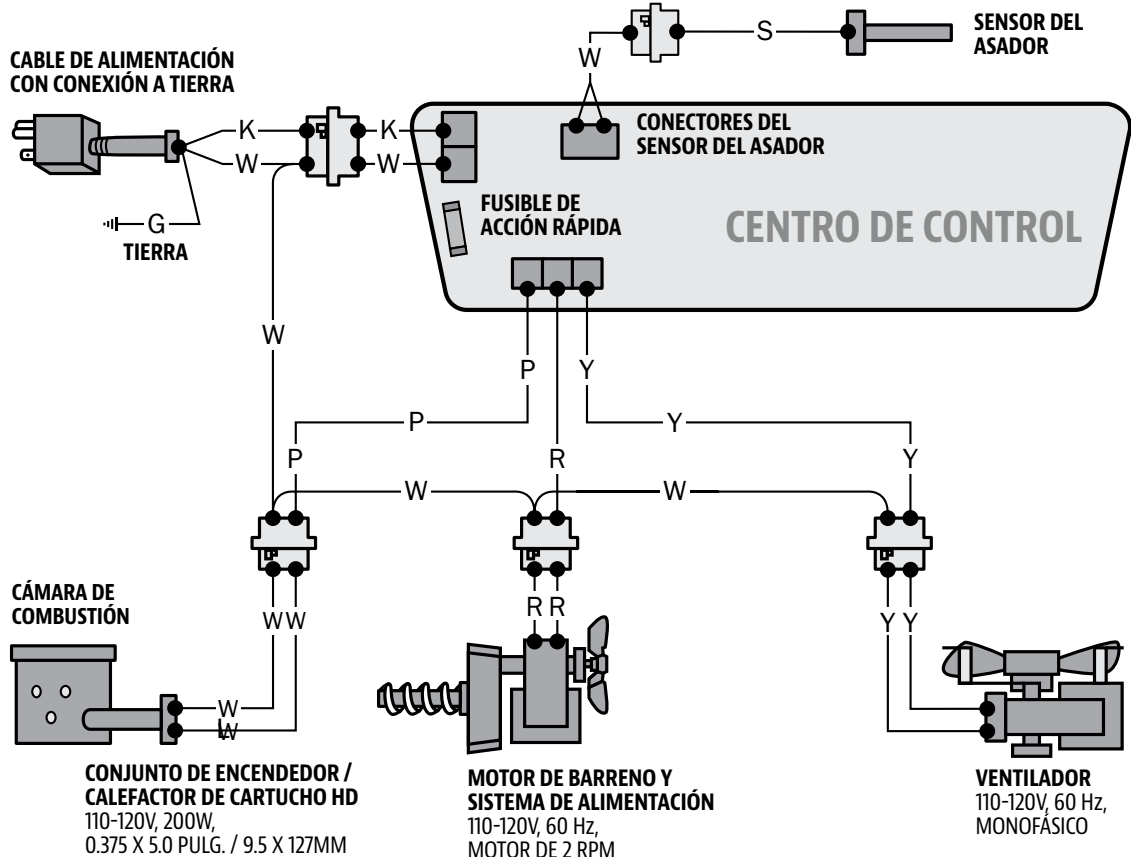 SENSOR DEL
ASADOR
S
W
CABLE DE ALIMENTACIÓN
CON CONEXIÓN A TIERRA
K
K
W
W
G
TIERRA
CONECTORES DEL
SENSOR DEL ASADOR
FUSIBLE DE
ACCIÓN RÁPIDA
CENTRO DE CONTROL
W
P
Y
P
Y
P
R
Y
W
W
CÁMARA DE
COMBUSTIÓN
W W
R R
Y Y
W
W
CONJUNTO DE ENCENDEDOR /
CALEFACTOR DE CARTUCHO HD
110-120V, 200W,
0.375 X 5.0 PULG. / 9.5 X 127MM
MOTOR DE BARRENO Y
SISTEMA DE ALIMENTACIÓN
110-120V, 60 Hz,
MOTOR DE 2 RPM
VENTILADOR
110-120V, 60 Hz,
MONOFÁSICO